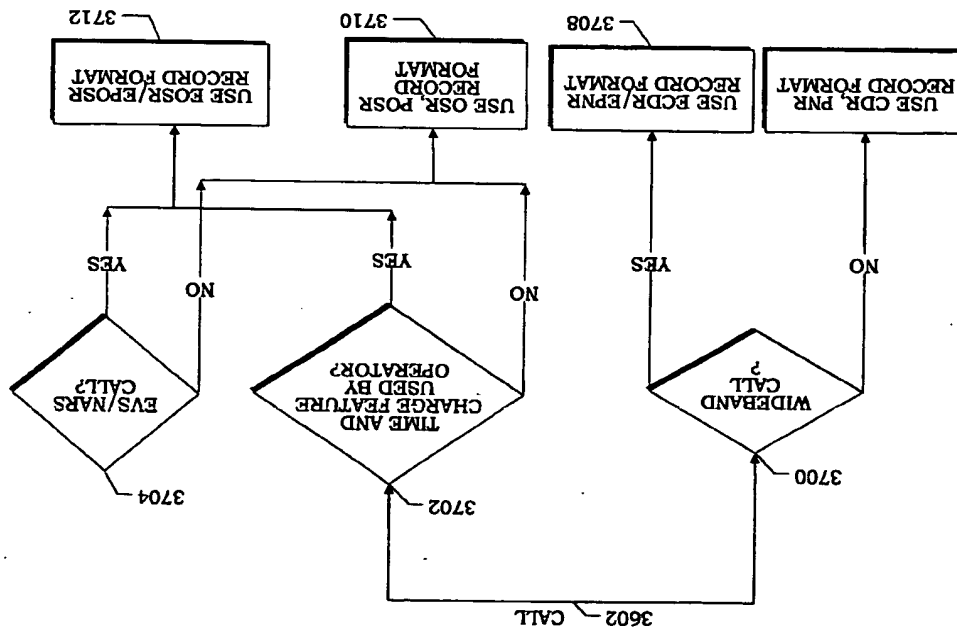 3602
CALL
3700
3702
3704
WIDEBAND
CALL
?
TIME AND
CHARGE FEATURE
USED BY
OPERATOR?
EVS/NARS
CALL?
NO
YES
NO
YES
NO
YES
USE CDR, PNR
RECORD FORMAT
USE ECDR/EPNR
RECORD FORMAT
USE OSR, POSR
RECORD
FORMAT
USE EOSR/EPOSR
RECORD FORMAT
3708
3710
3712